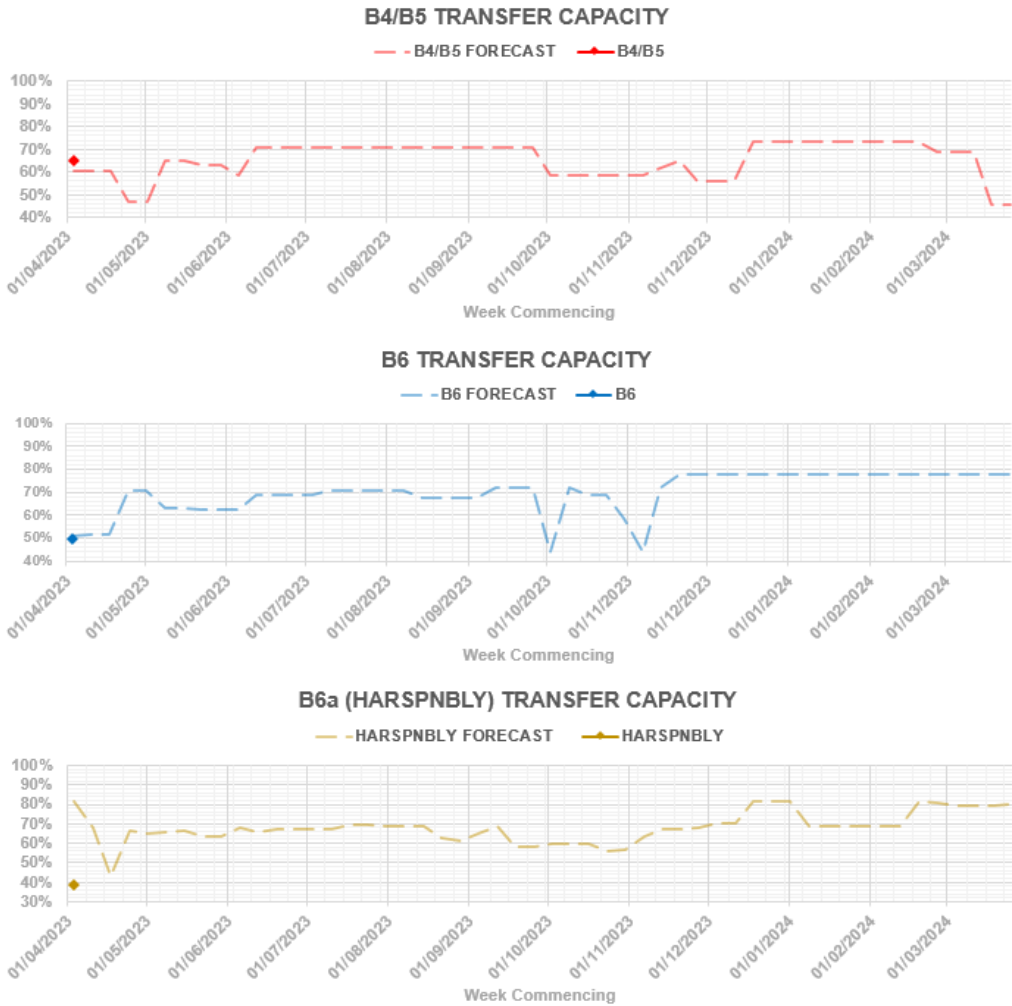 B4/B5 TRANSFER CAPACITY
B4/B5 FORECAST B4/B5
100%
90%
80%
70%
60%
50%
40%
01/04/2023 01/05/2023 01/06/2023 01/07/2023 01/08/2023 01/09/2023 01/10/2023 01/11/2023 01/12/2023 01/01/2024 01/02/2024 01/03/2024
Week Commencing
B6 TRANSFER CAPACITY
B6 FORECAST B6
100%
90%
80%
70%
60%
50%
40%
01/04/2023 01/05/2023 01/06/2023 01/07/2023 01/08/2023 01/09/2023 01/10/2023 01/11/2023 01/12/2023 01/01/2024 01/02/2024 01/03/2024
Week Commencing
B6a (HARSPNBLY) TRANSFER CAPACITY
HARSPNBLY FORECAST HARSPNBLY
100%
90%
80%
70%
60%
50%
40%
30%
01/04/2023 01/05/2023 01/06/2023 01/07/2023 01/08/2023 01/09/2023 01/10/2023 01/11/2023 01/12/2023 01/01/2024 01/02/2024 01/03/2024
Week Commencing